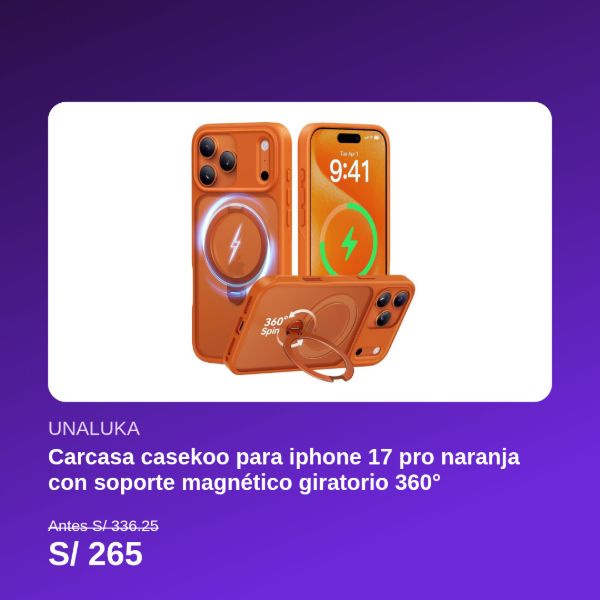 Tue Apr 1
9:41
360°
Spin
UNALUKA
Carcasa casekoo para iphone 17 pro naranja
con soporte magnético giratorio 360°
Antes S/ 336.25
S/ 265